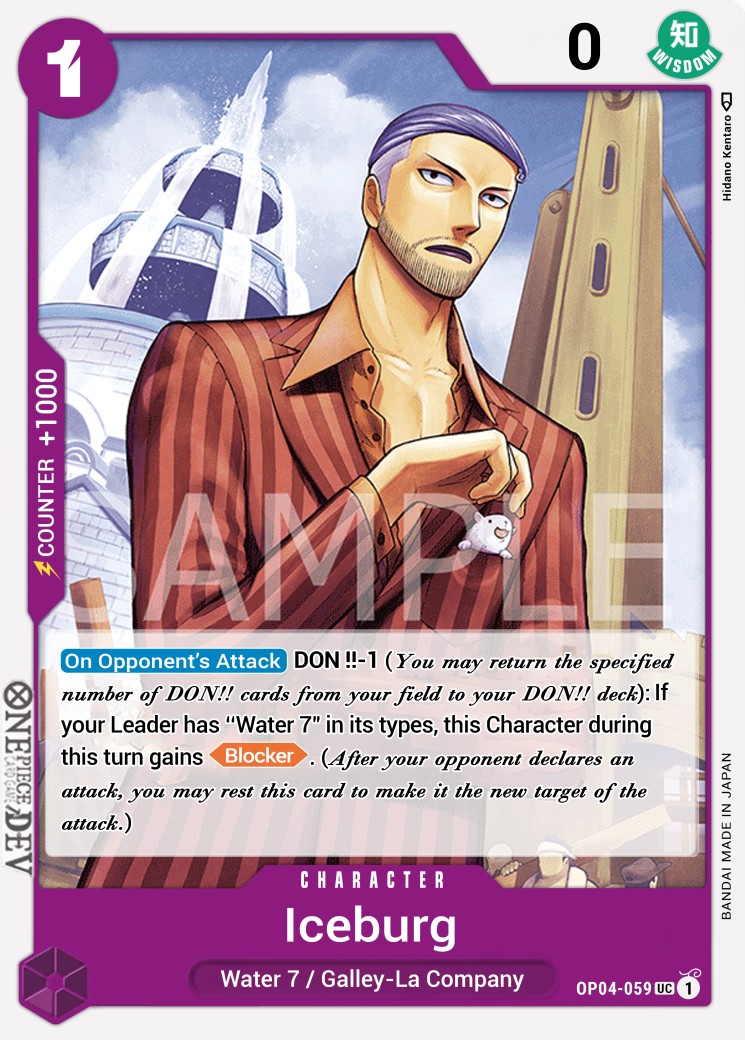 1
0
知
WISDOM
Hidano Kentaro
COUNTER +1000
SAMPLE
On Opponent's Attack DON!!-1 (You may return the specified
number of DON!! cards from your field to your DON!! deck): If
your Leader has "Water 7" in its types, this Character during
this turn gains Blocker. (After your opponent declares an
attack, you may rest this card to make it the new target of the
attack.)
ONE PIECE
CARD GAME
.DEV
BANDAI MADE IN JAPAN
CHARACTER
Iceburg
Water 7 / Galley-La Company
OP04-059 UC 1